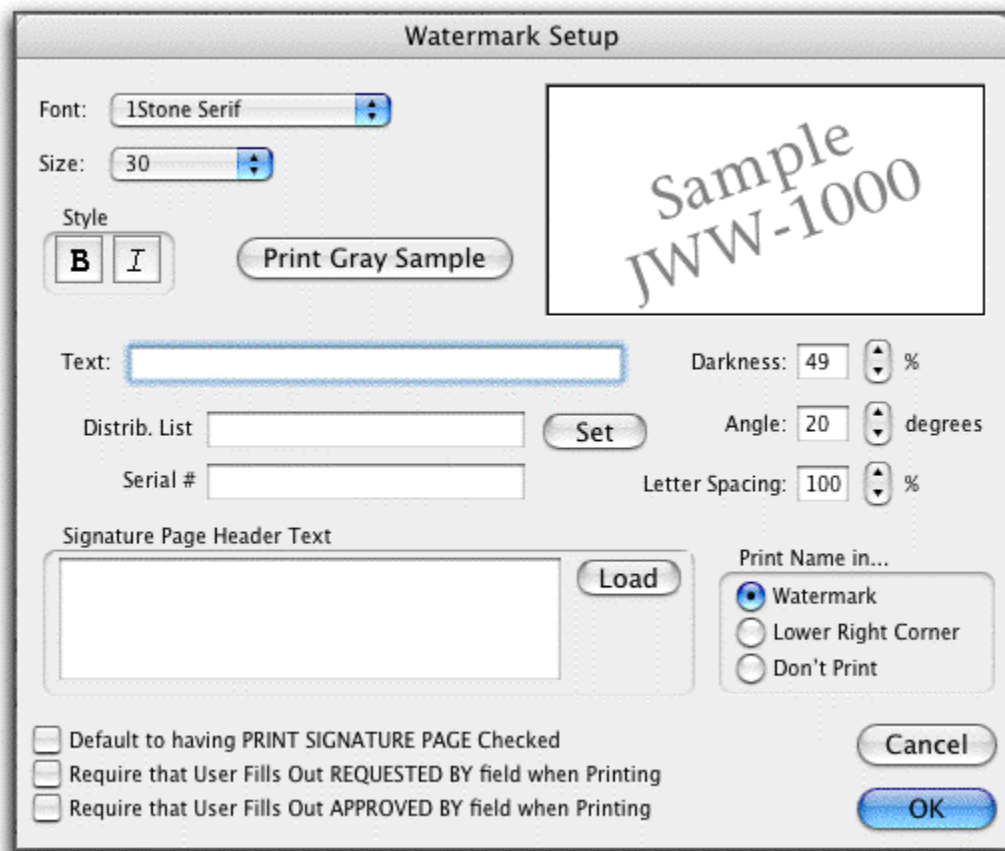 Watermark Setup
Font: 1Stone Serif
Size: 30
Style
B I
Print Gray Sample
Sample
JWW-1000
Text:
Darkness: 49 %
Distrib. List
Set
Angle: 20 degrees
Serial #
Letter Spacing: 100 %
Signature Page Header Text
Load
Print Name in...
Watermark
Lower Right Corner
Don't Print
Default to having PRINT SIGNATURE PAGE Checked
Require that User Fills Out REQUESTED BY field when Printing
Require that User Fills Out APPROVED BY field when Printing
Cancel
OK